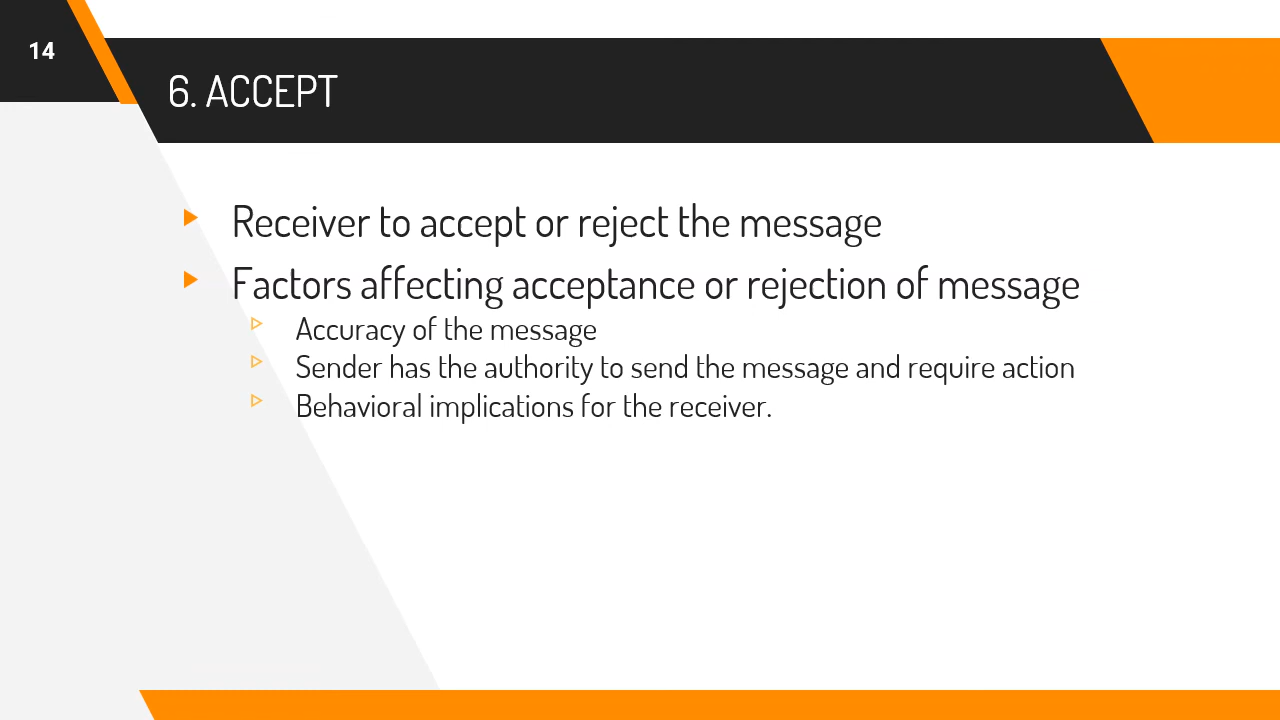 14
6. ACCEPT
Receiver to accept or reject the message
Factors affecting acceptance or rejection of message
Accuracy of the message
Sender has the authority to send the message and require action
Behavioral implications for the receiver.